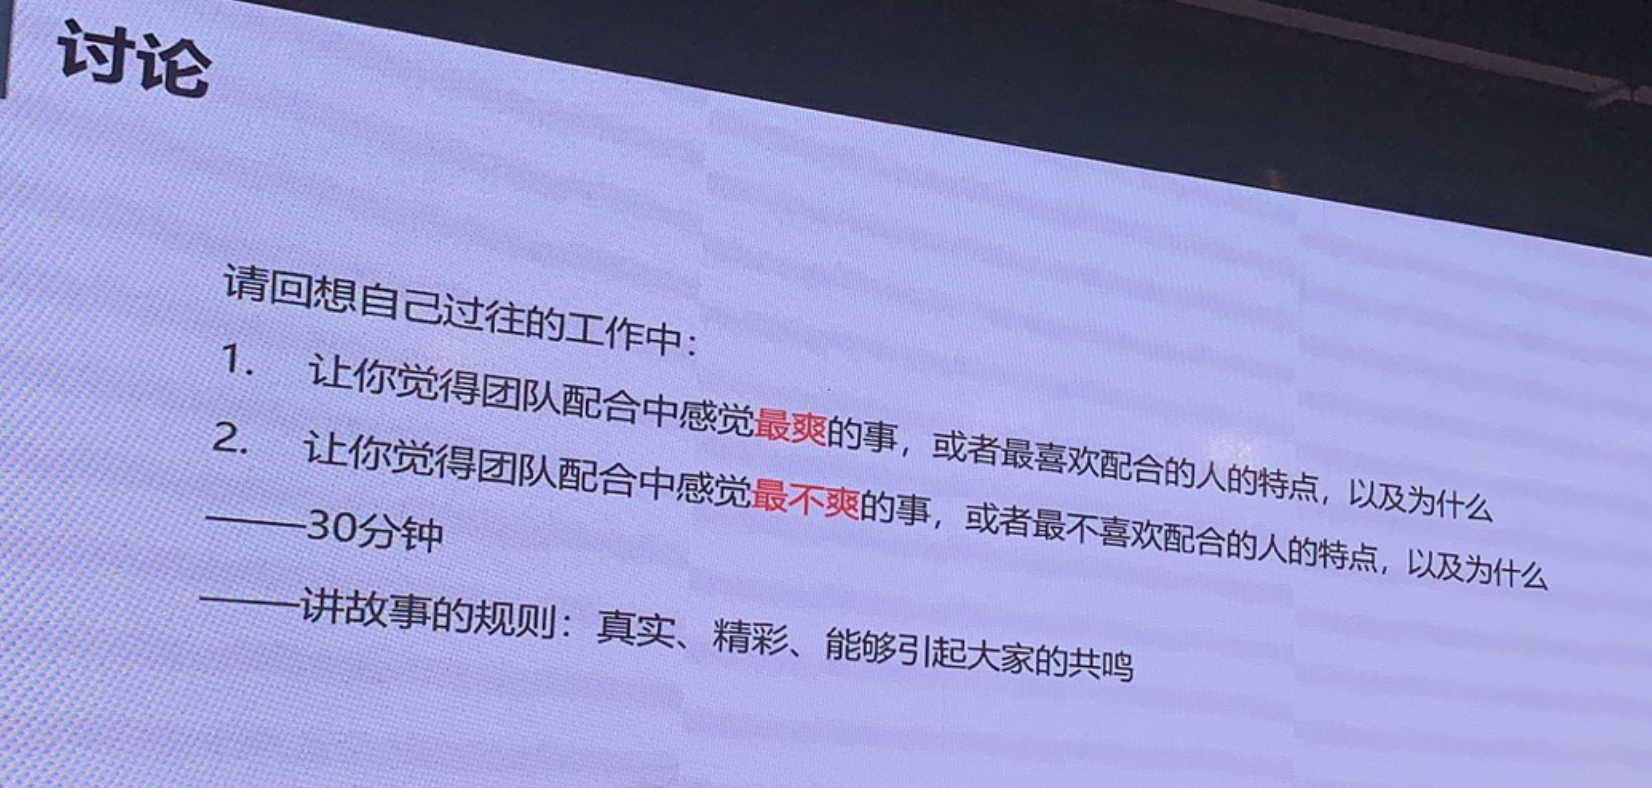 讨论
请回想自己过往的工作中：
1. 让你觉得团队配合中感觉最爽的事，或者最喜欢配合的人的特点，以及为什么
2. 让你觉得团队配合中感觉最不爽的事，或者最不喜欢配合的人的特点，以及为什么
——30分钟
——讲故事的规则：真实、精彩、能够引起大家的共鸣